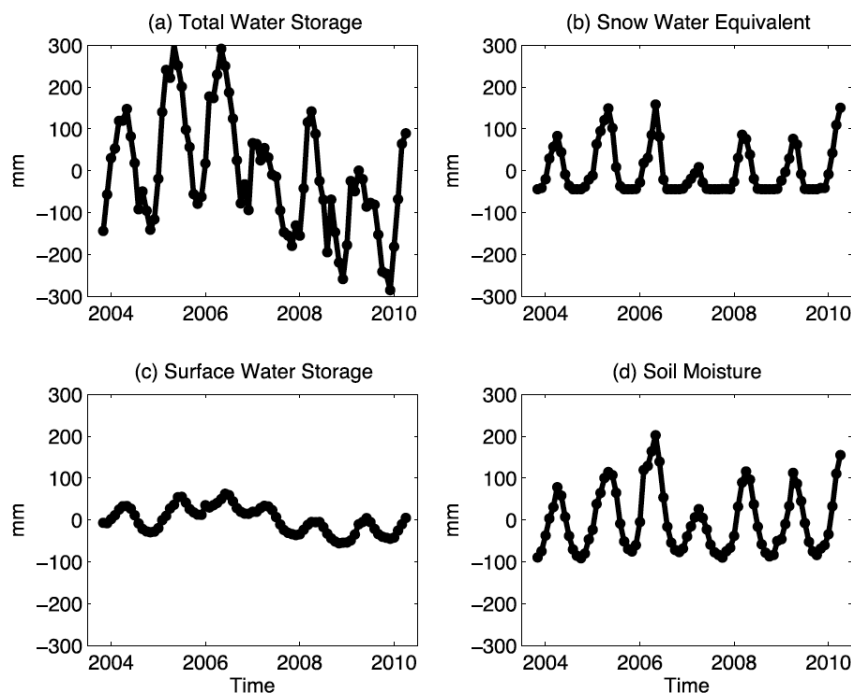 (a) Total Water Storage
300
200
100
0
−100
−200
−300
mm
2004 2006 2008 2010
(b) Snow Water Equivalent
300
200
100
0
−100
−200
−300
mm
2004 2006 2008 2010
(c) Surface Water Storage
300
200
100
0
−100
−200
−300
mm
2004 2006 2008 2010
Time
(d) Soil Moisture
300
200
100
0
−100
−200
−300
mm
2004 2006 2008 2010
Time